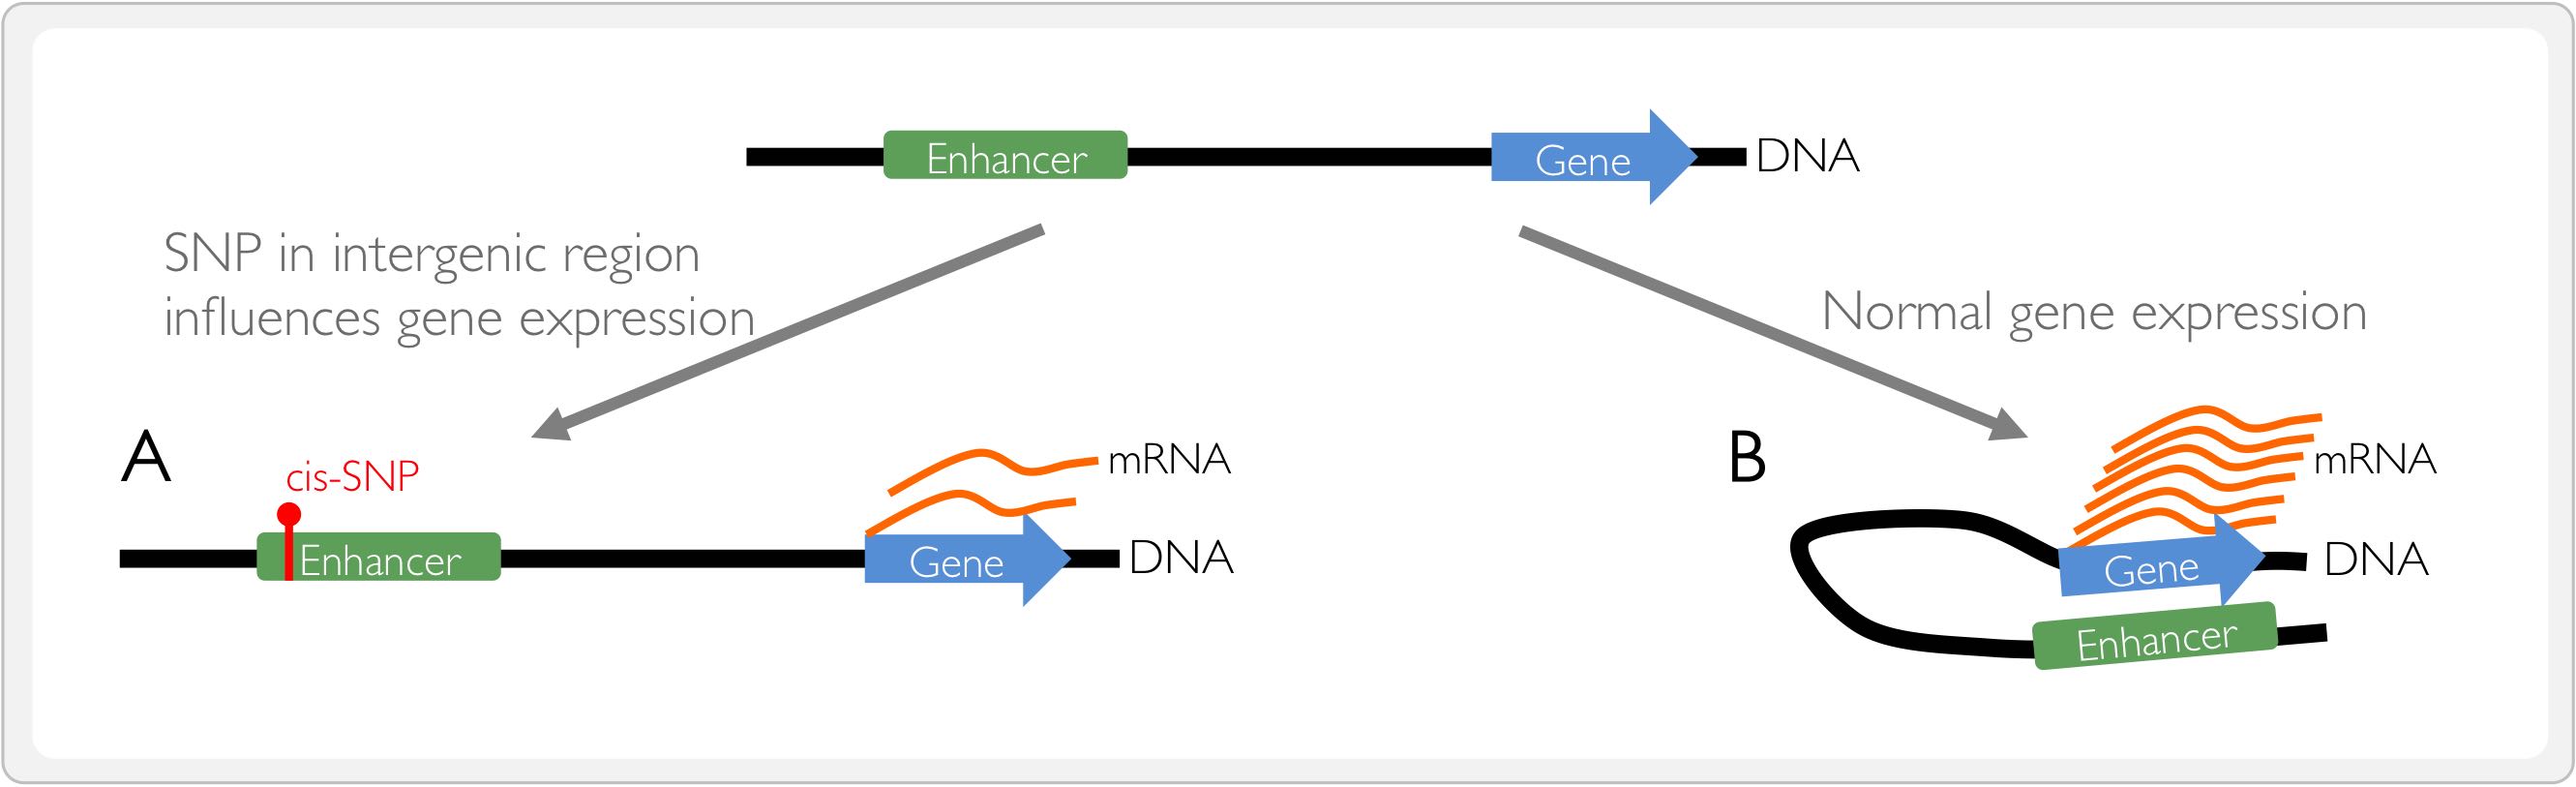 Enhancer
Gene
DNA
SNP in intergenic region
influences gene expression
Normal gene expression
A
cis-SNP
mRNA
Enhancer
Gene
DNA
B
mRNA
Gene
DNA
Enhancer